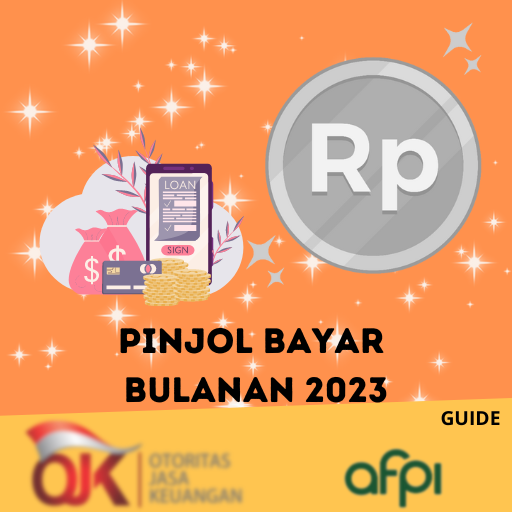 Rp
LOAN
SIGN
$ $
PINJOL BAYAR
BULANAN 2023
GUIDE
OJK
OTORITAS
JASA
KEUANGAN
afpi